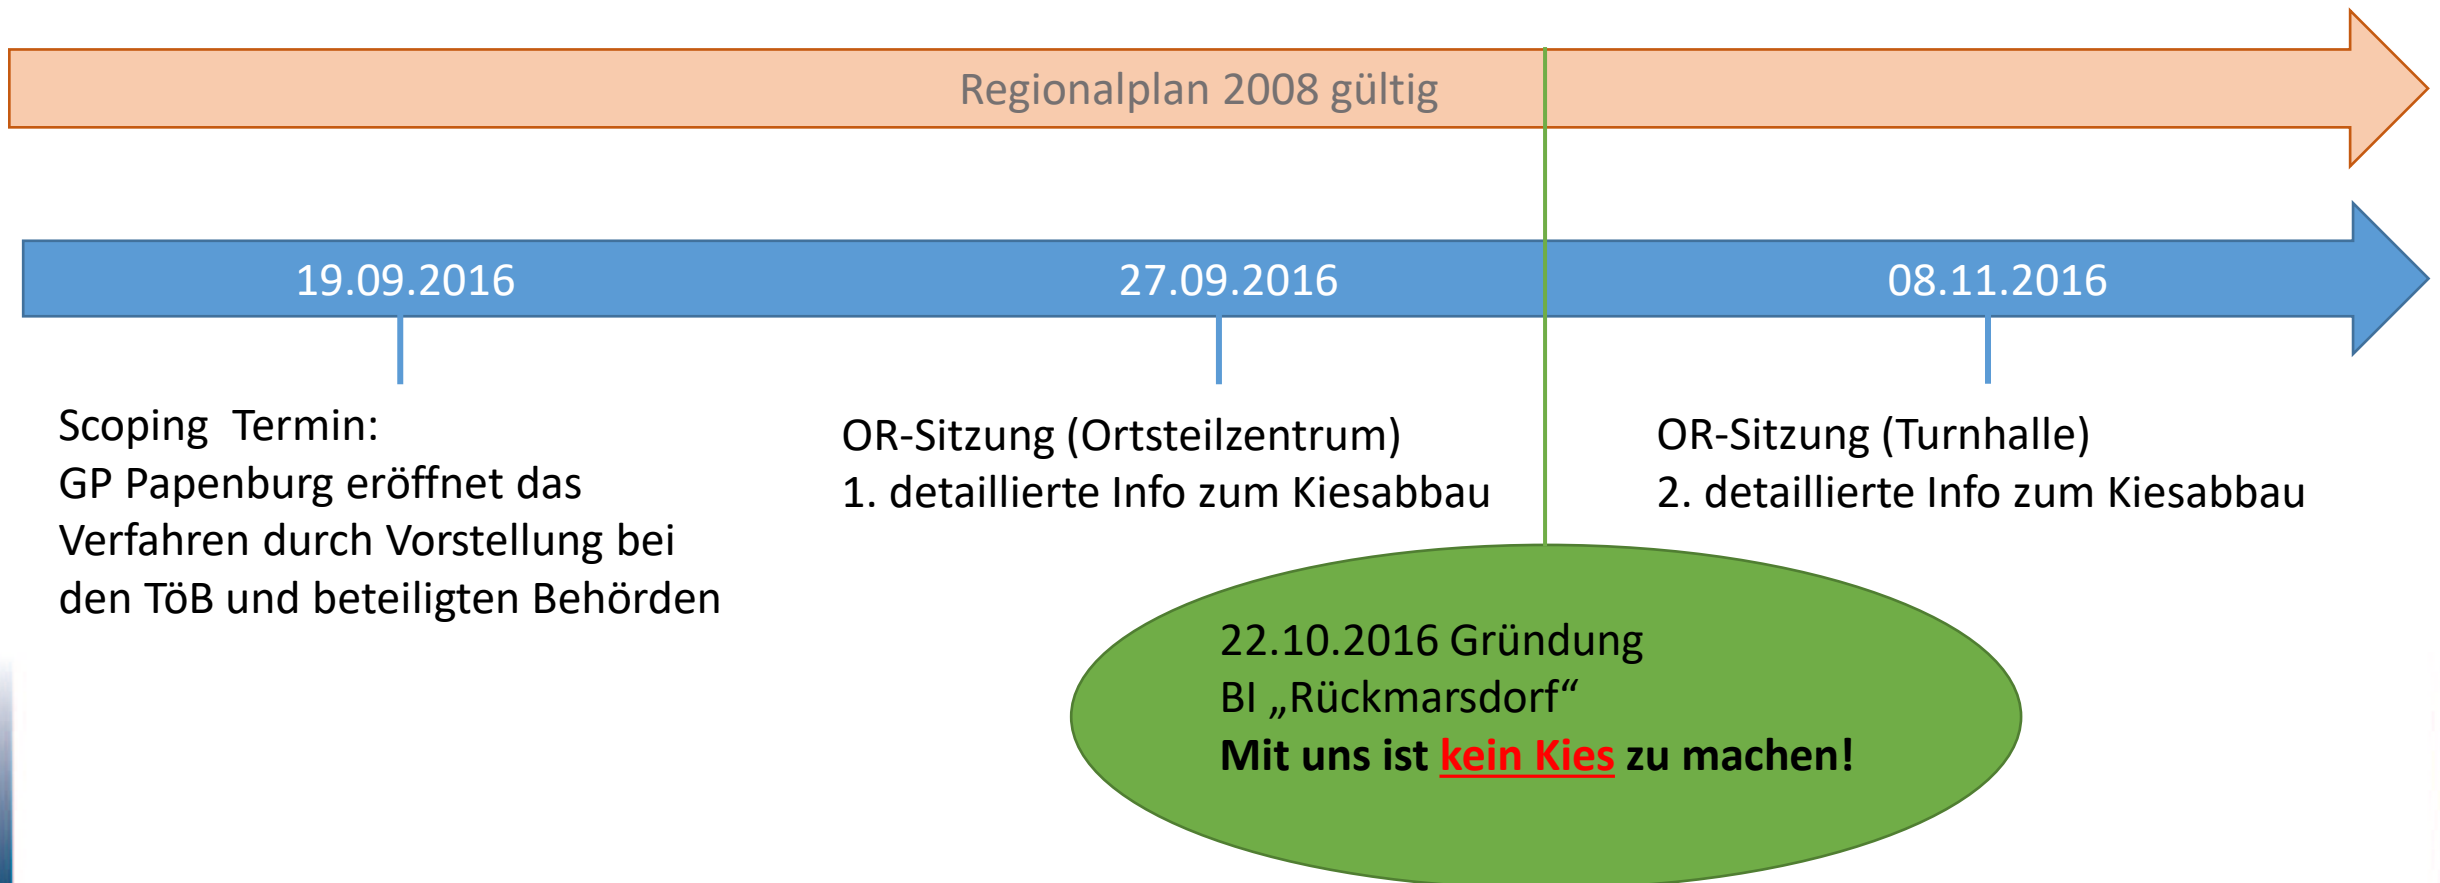 Regionalplan 2008 gültig
19.09.2016
27.09.2016
08.11.2016
Scoping  Termin:
GP Papenburg eröffnet das
Verfahren durch Vorstellung bei
den TöB und beteiligten Behörden
OR-Sitzung (Ortsteilzentrum)
1. detaillierte Info zum Kiesabbau
OR-Sitzung (Turnhalle)
2. detaillierte Info zum Kiesabbau
22.10.2016 Gründung
BI „Rückmarsdorf“
Mit uns ist kein Kies zu machen!